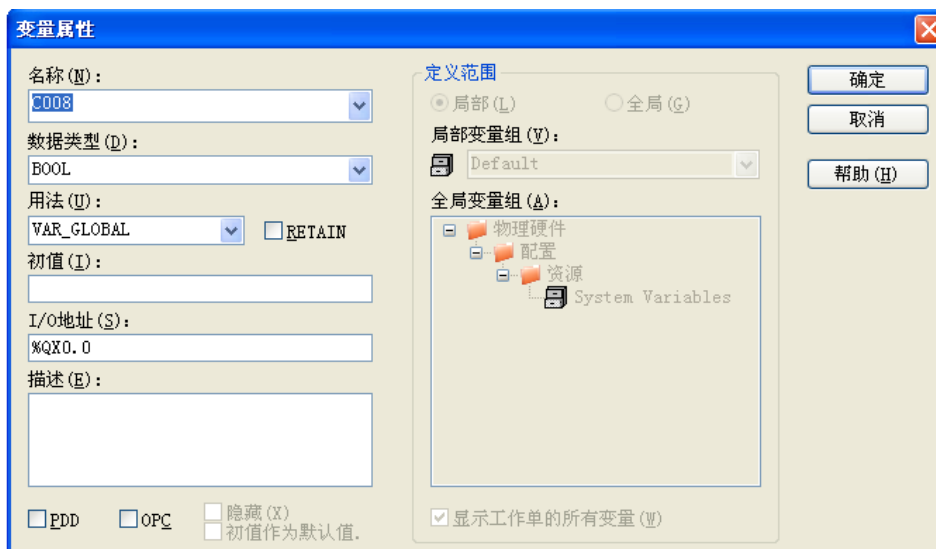 变量属性
名称(N):
C008
数据类型(D):
BOOL
用法(U):
VAR_GLOBAL
RETAIN
初值(I):
I/O地址(S):
%QX0.0
描述(E):
PDD
OPC
隐藏(X)
初值作为默认值.
定义范围
局部(L)
全局(G)
局部变量组(V):
Default
全局变量组(A):
物理硬件
配置
资源
System Variables
显示工作单的所有变量(W)
确定
取消
帮助(H)